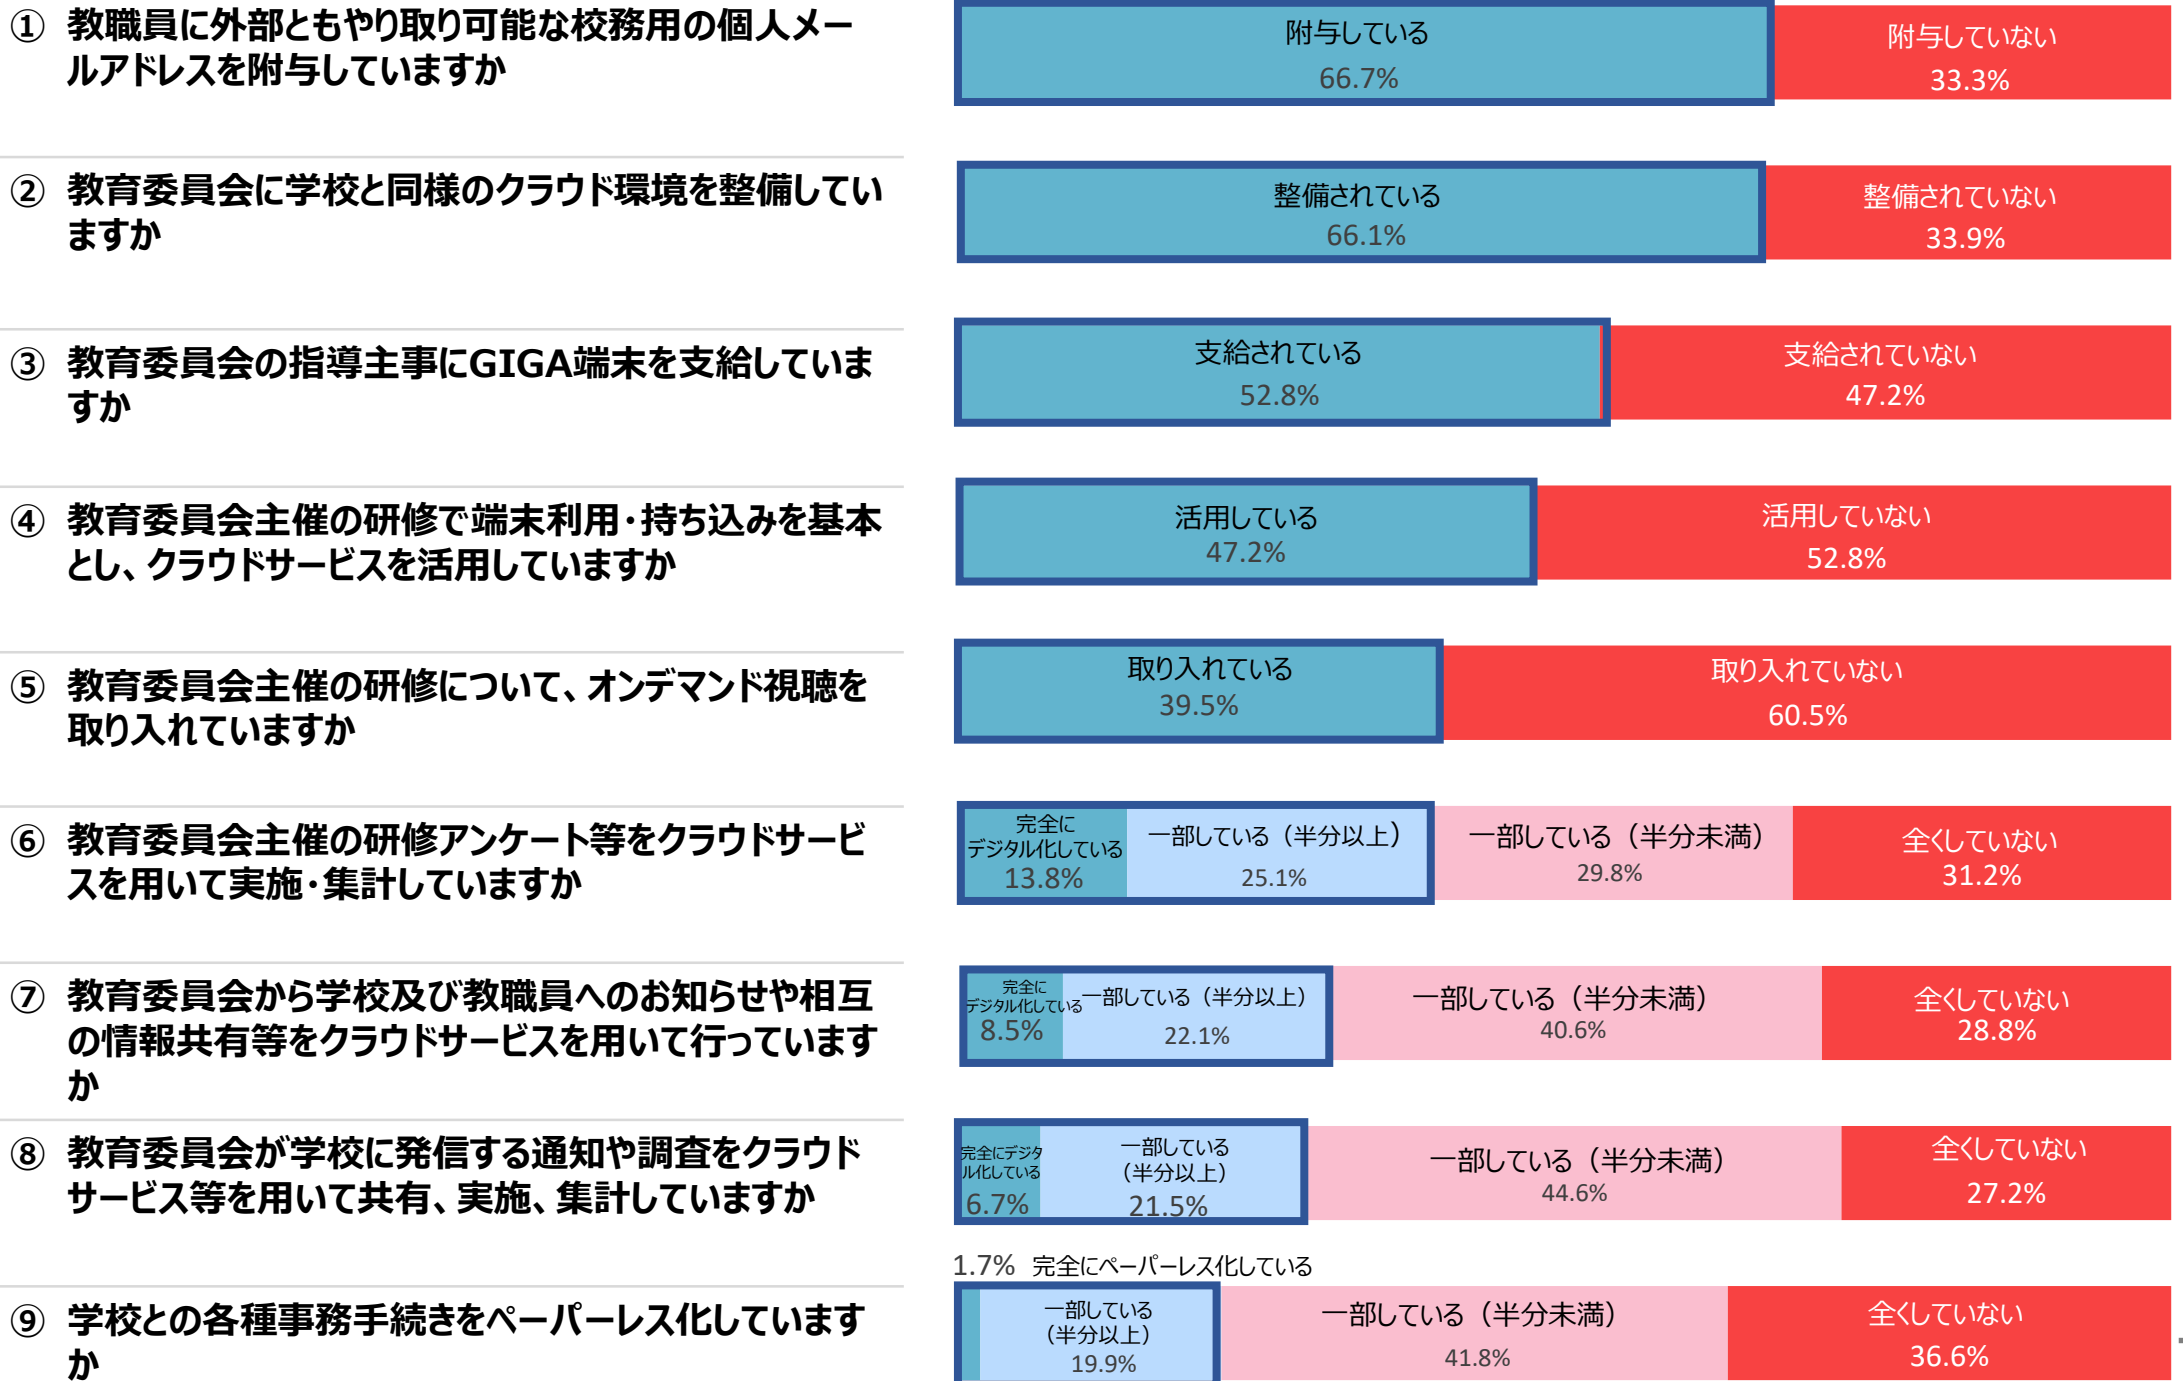 ① 教職員に外部ともやり取り可能な校務用の個人メー
ルアドレスを附与していますか
附与している
66.7%
附与していない
33.3%
② 教育委員会に学校と同様のクラウド環境を整備してい
ますか
整備されている
66.1%
整備されていない
33.9%
③ 教育委員会の指導主事にGIGA端末を支給していま
すか
支給されている
52.8%
支給されていない
47.2%
④ 教育委員会主催の研修で端末利用・持ち込みを基本
とし、クラウドサービスを活用していますか
活用している
47.2%
活用していない
52.8%
⑤ 教育委員会主催の研修について、オンデマンド視聴を
取り入れていますか
取り入れている
39.5%
取り入れていない
60.5%
⑥ 教育委員会主催の研修アンケート等をクラウドサービ
スを用いて実施・集計していますか
完全に
デジタル化している
13.8%
一部している（半分以上）
25.1%
一部している（半分未満）
29.8%
全くしていない
31.2%
⑦ 教育委員会から学校及び教職員へのお知らせや相互
の情報共有等をクラウドサービスを用いて行っています
か
完全に
デジタル化している
8.5%
一部している（半分以上）
22.1%
一部している（半分未満）
40.6%
全くしていない
28.8%
⑧ 教育委員会が学校に発信する通知や調査をクラウド
サービス等を用いて共有、実施、集計していますか
完全にデジタ
ル化している
6.7%
一部している
（半分以上）
21.5%
一部している（半分未満）
44.6%
全くしていない
27.2%
⑨ 学校との各種事務手続きをペーパーレス化しています
か
1.7% 完全にペーパーレス化している
一部している
（半分以上）
19.9%
一部している（半分未満）
41.8%
全くしていない
36.6%